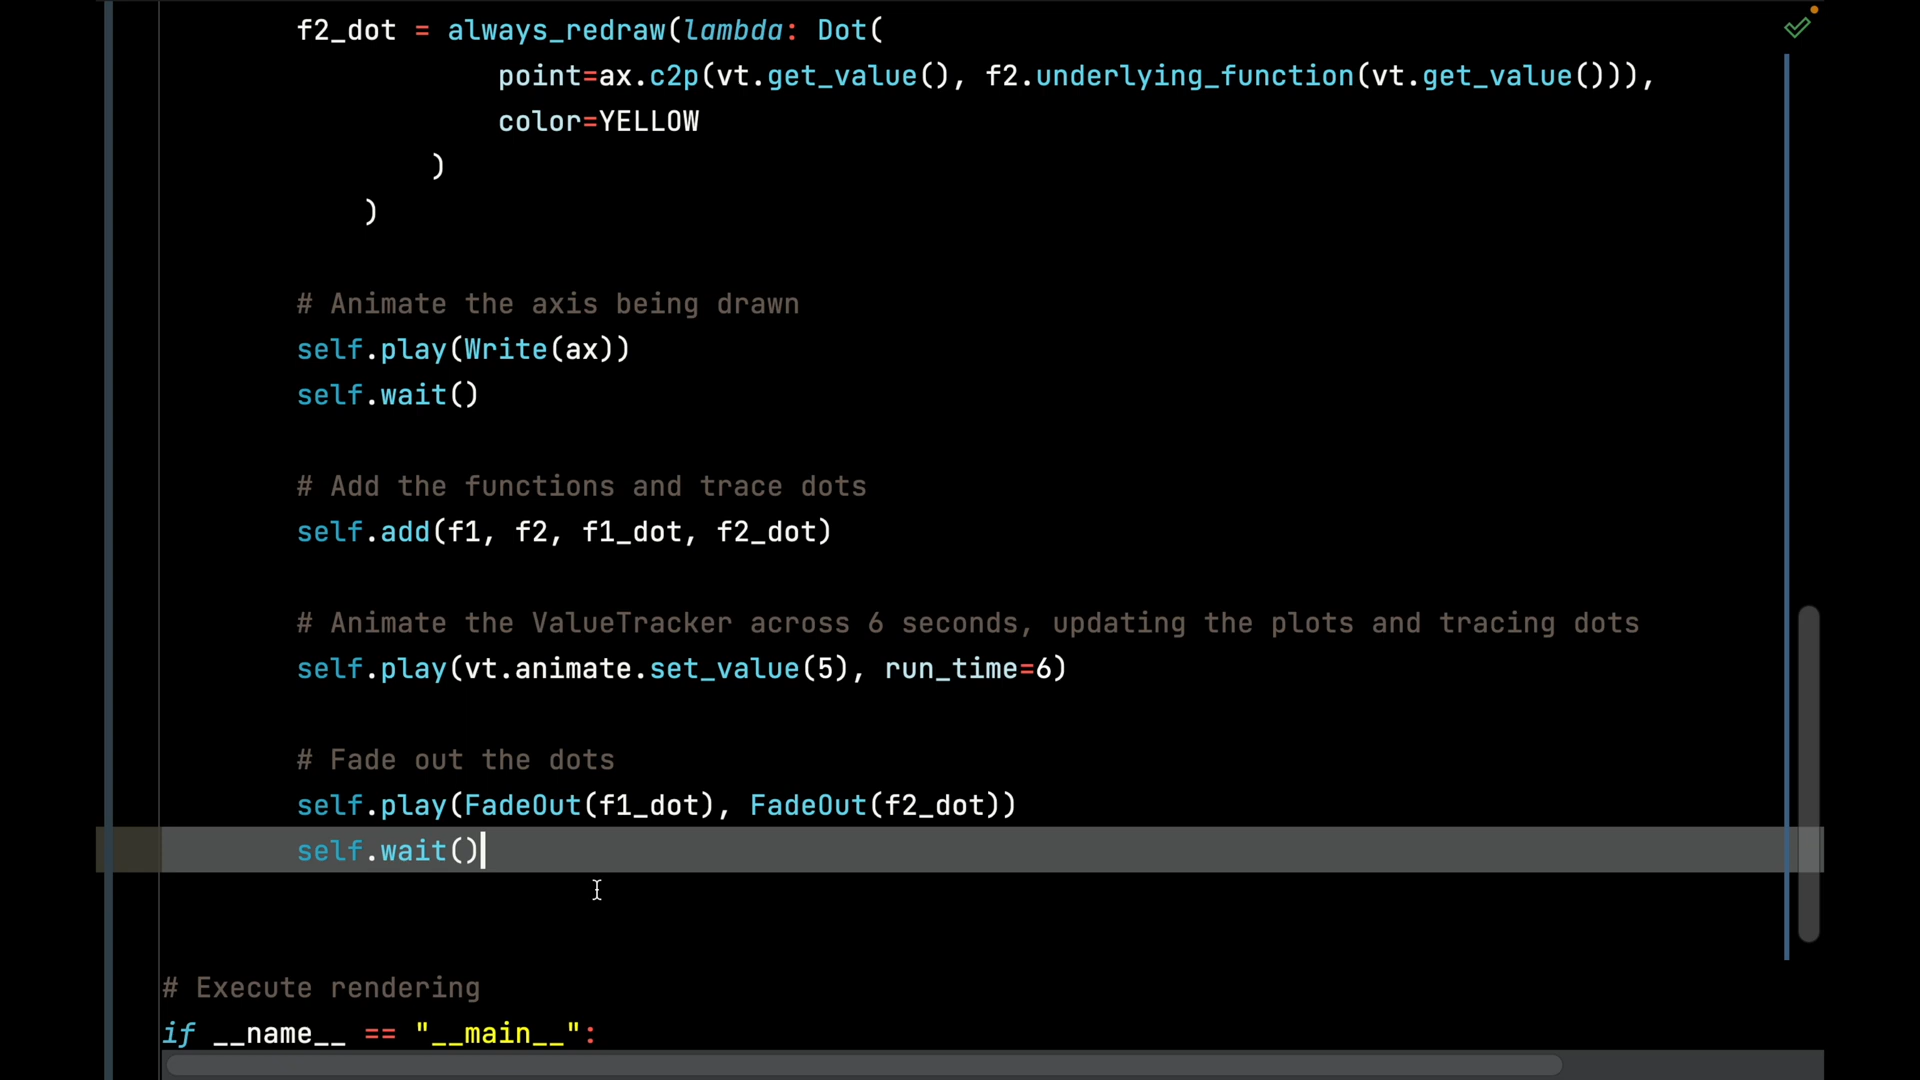 f2_dot = always_redraw(lambda: Dot(
point=ax.c2p(vt.get_value(), f2.underlying_function(vt.get_value())),
color=YELLOW
)
)
# Animate the axis being drawn
self.play(Write(ax))
self.wait()
# Add the functions and trace dots
self.add(f1, f2, f1_dot, f2_dot)
# Animate the ValueTracker across 6 seconds, updating the plots and tracing dots
self.play(vt.animate.set_value(5), run_time=6)
# Fade out the dots
self.play(FadeOut(f1_dot), FadeOut(f2_dot))
self.wait()
# Execute rendering
if __name__ == "__main__":